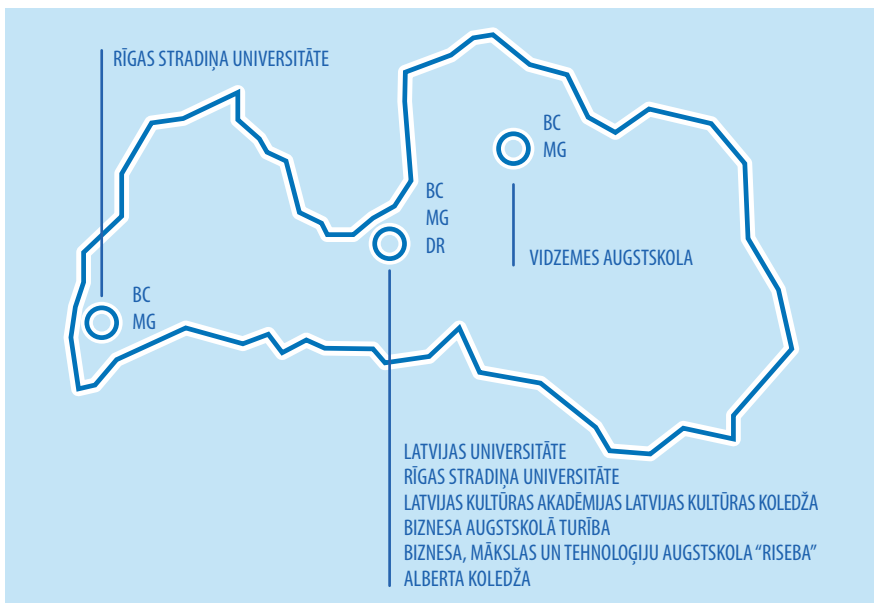 RĪGAS STRADIŅA UNIVERSITĀTE
BC
MG
VIDZEMES AUGSTSKOLA
BC
MG
DR
BC
MG
LATVIJAS UNIVERSITĀTE
RĪGAS STRADIŅA UNIVERSITĀTE
LATVIJAS KULTŪRAS AKADĒMIJAS LATVIJAS KULTŪRAS KOLEDŽA
BIZNESA AUGSTSKOLĀ TURĪBA
BIZNESA, MĀKSLAS UN TEHNOLOĢIJU AUGSTSKOLA “RISEBA”
ALBERTA KOLEDŽA